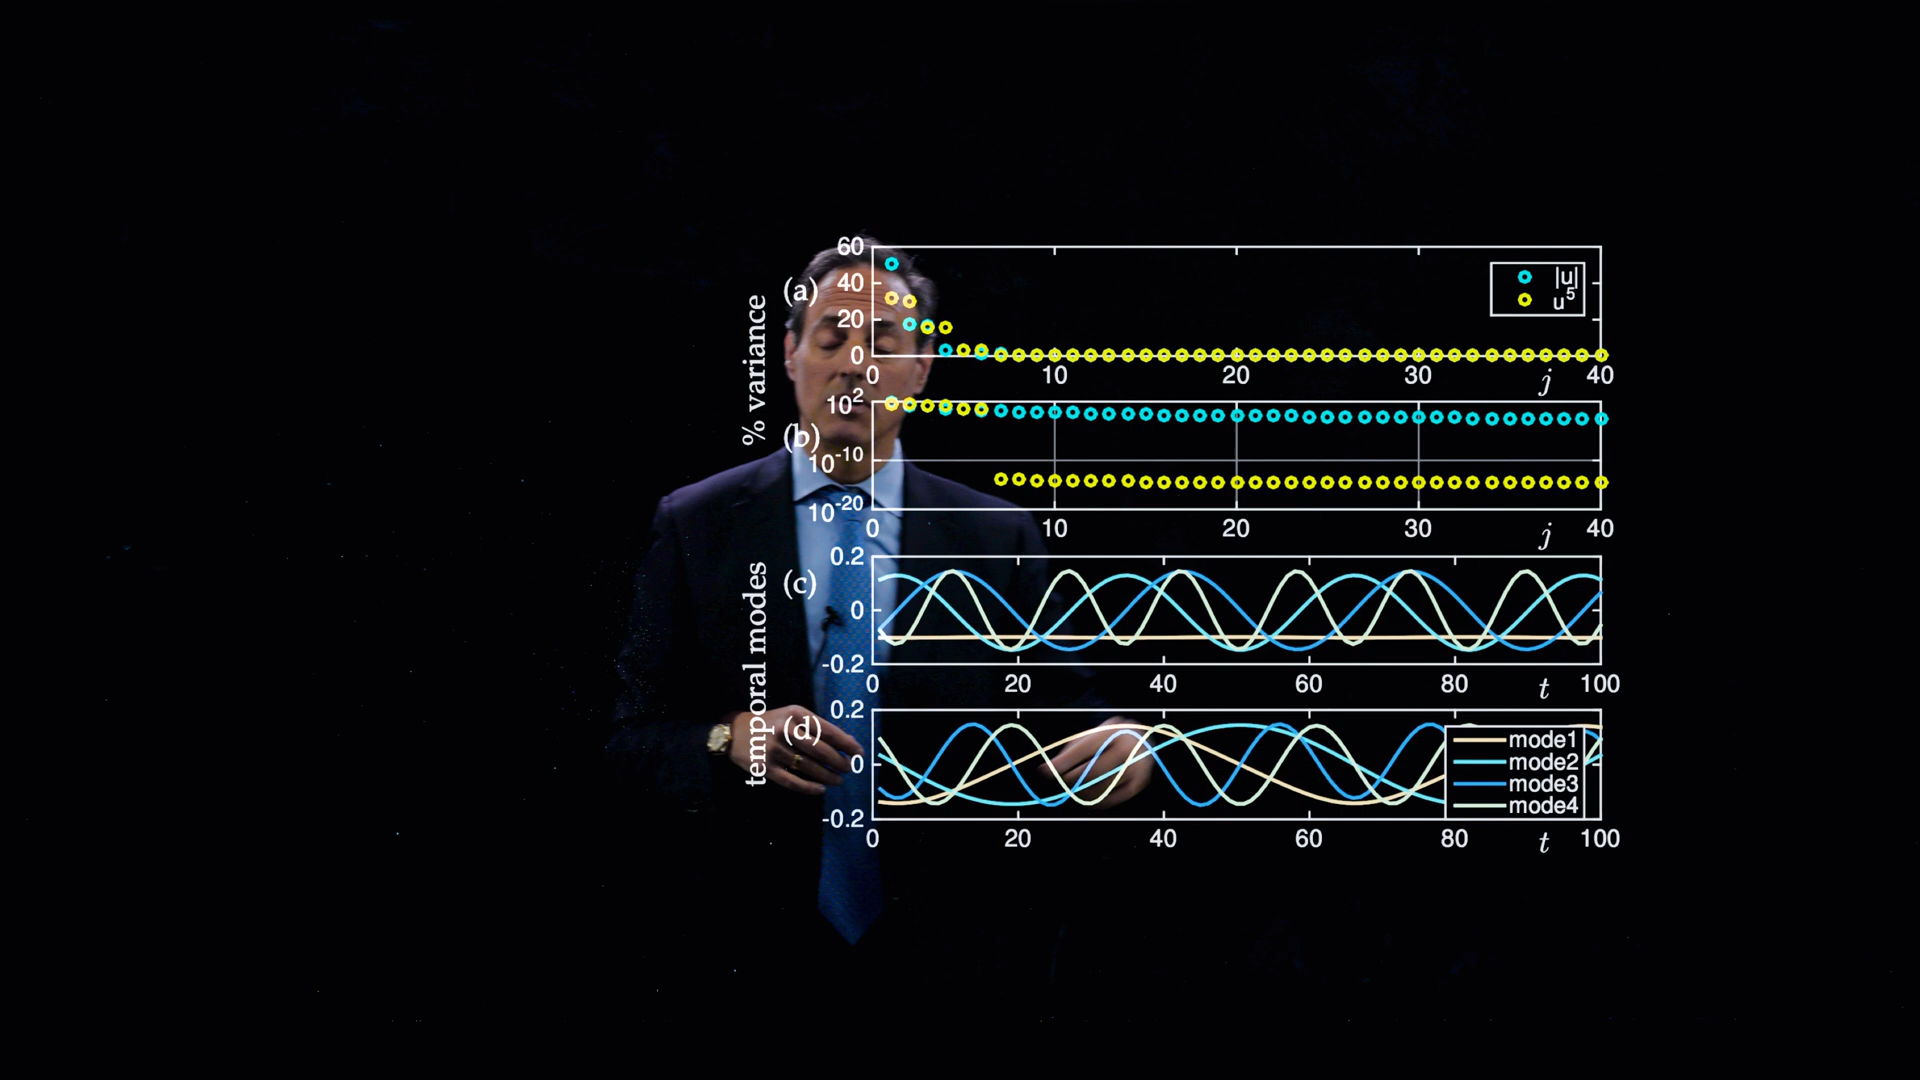 % variance
(a)
60
40
20
0
0 10 20 30 j 40
|u|
u⁵
(b)
10²
10⁻¹⁰
10⁻²⁰
0 10 20 30 j 40
temporal modes
(c)
0.2
0
-0.2
0 20 40 60 80 t 100
(d)
0.2
0
-0.2
0 20 40 60 80 t 100
mode1
mode2
mode3
mode4